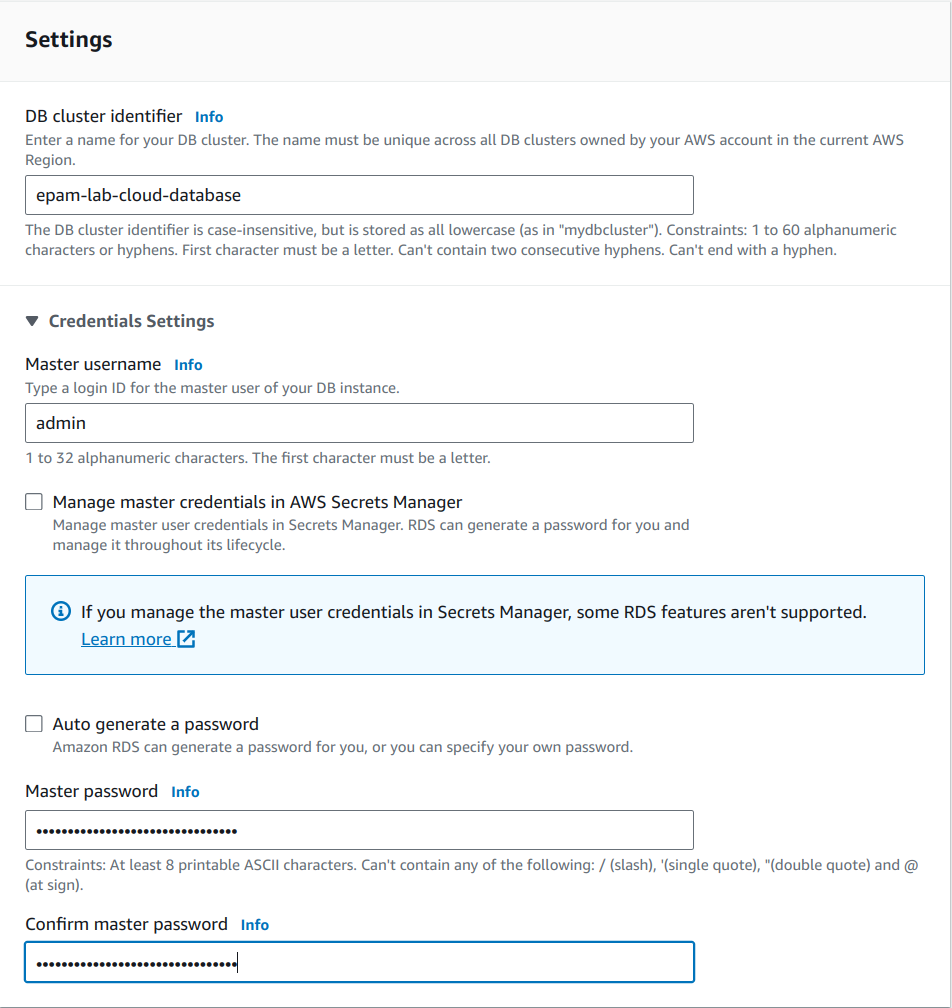 Settings
DB cluster identifier Info
Enter a name for your DB cluster. The name must be unique across all DB clusters owned by your AWS account in the current AWS
Region.
epam-lab-cloud-database
The DB cluster identifier is case-insensitive, but is stored as all lowercase (as in "mydbcluster"). Constraints: 1 to 60 alphanumeric
characters or hyphens. First character must be a letter. Can't contain two consecutive hyphens. Can't end with a hyphen.
Credentials Settings
Master username Info
Type a login ID for the master user of your DB instance.
admin
1 to 32 alphanumeric characters. The first character must be a letter.
Manage master credentials in AWS Secrets Manager
Manage master user credentials in Secrets Manager. RDS can generate a password for you and
manage it throughout its lifecycle.
If you manage the master user credentials in Secrets Manager, some RDS features aren't supported.
Learn more
Auto generate a password
Amazon RDS can generate a password for you, or you can specify your own password.
Master password Info
Constraints: At least 8 printable ASCII characters. Can't contain any of the following: / (slash), '(single quote), "(double quote) and @
(at sign).
Confirm master password Info